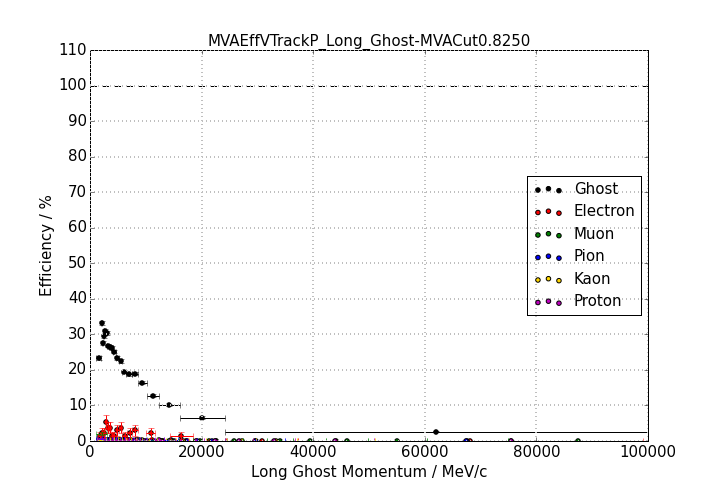 MVAEffVTrackP_Long_Ghost-MVACut0.8250
110
100
90
80
70
60
50
40
30
20
10
0
Efficiency / %
Ghost
Electron
Muon
Pion
Kaon
Proton
0 20000 40000 60000 80000 100000
Long Ghost Momentum / MeV/c